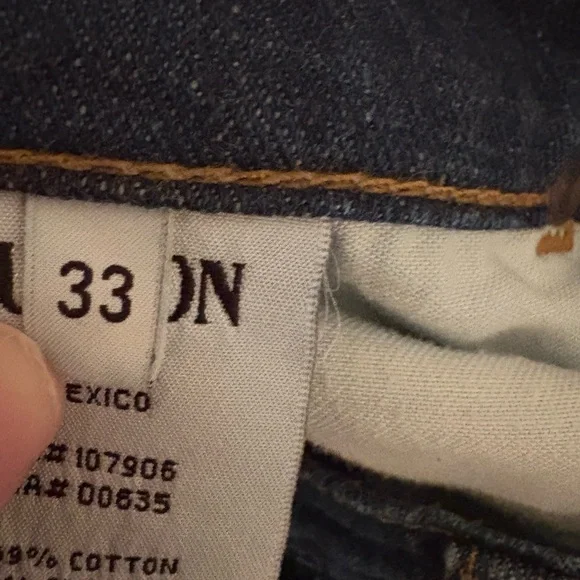 33
ON
EXICO
# 107906
A# 00635
9% COTTON